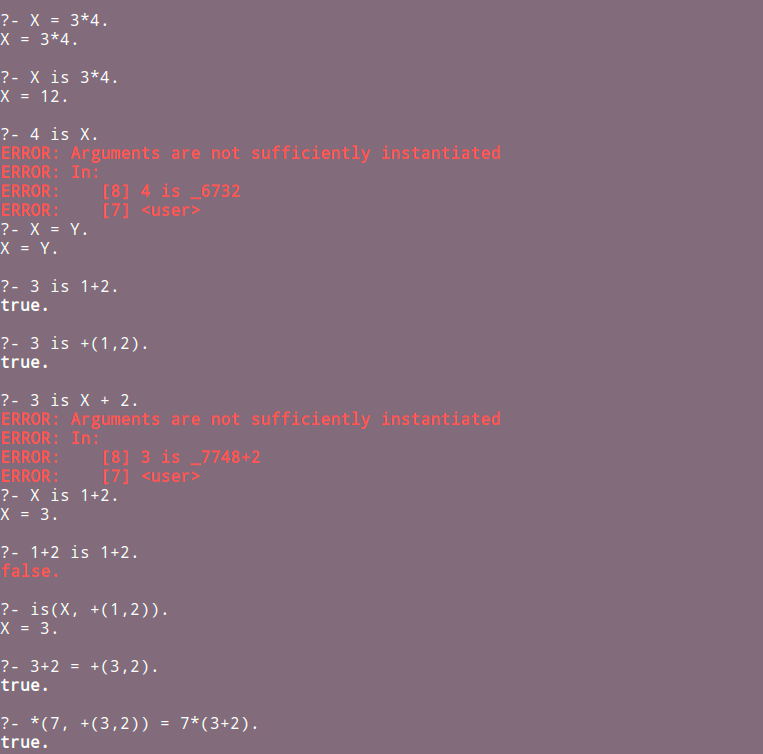 ?- X = 3*4.
X = 3*4.
?- X is 3*4.
X = 12.
?- 4 is X.
ERROR: Arguments are not sufficiently instantiated
ERROR: In:
ERROR:    [8] 4 is _6732
ERROR:    [7] <user>
?- X = Y.
X = Y.
?- 3 is 1+2.
true.
?- 3 is +(1,2).
true.
?- 3 is X + 2.
ERROR: Arguments are not sufficiently instantiated
ERROR: In:
ERROR:    [8] 3 is _7748+2
ERROR:    [7] <user>
?- X is 1+2.
X = 3.
?- 1+2 is 1+2.
false.
?- is(X, +(1,2)).
X = 3.
?- 3+2 = +(3,2).
true.
?- *(7, +(3,2)) = 7*(3+2).
true.